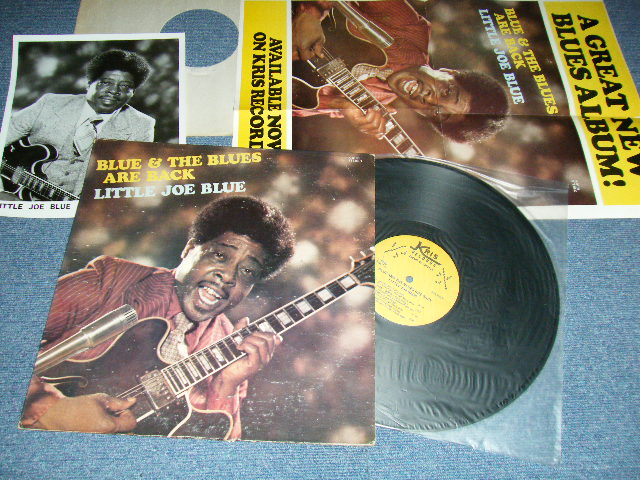 LITTLE JOE BLUE
BLUE & THE BLUES
ARE BACK
LITTLE JOE BLUE
AVAILABLE NOW
ON KRIS RECORD
BLUE & THE BLUES
ARE BACK
LITTLE JOE BLUE
A GREAT NEW
BLUES ALBUM!
Kris
RECORDS